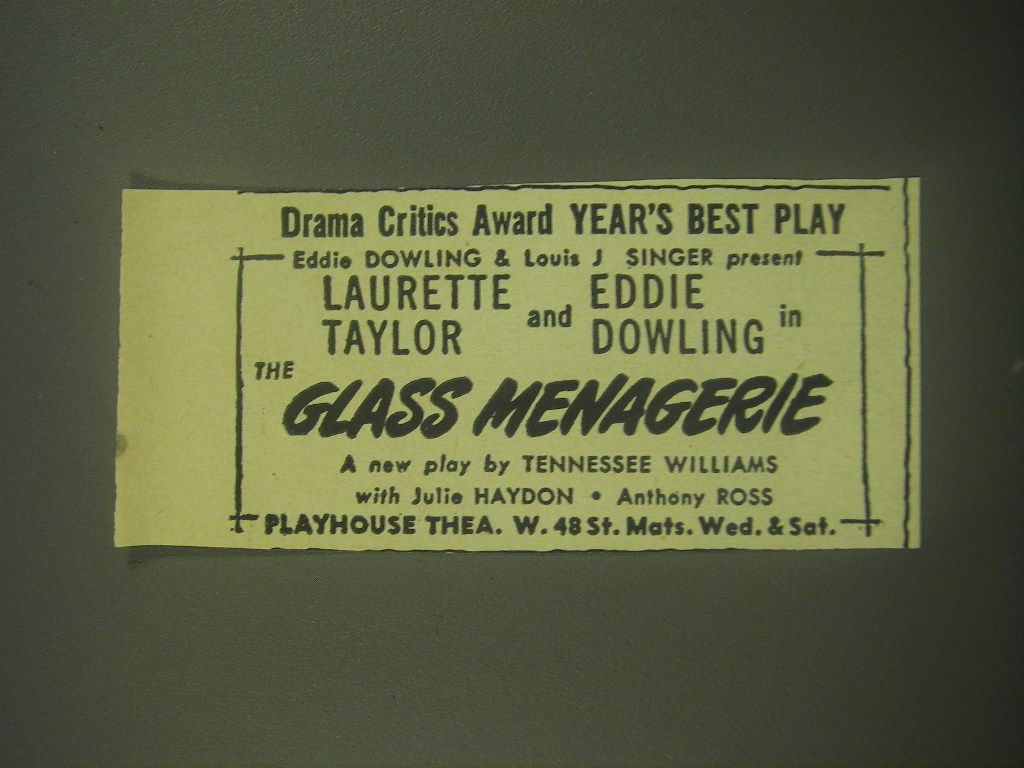 Drama Critics Award YEAR'S BEST PLAY
Eddie DOWLING & Louis J SINGER present
LAURETTE TAYLOR and EDDIE DOWLING in
THE GLASS MENAGERIE
A new play by TENNESSEE WILLIAMS
with Julie HAYDON • Anthony ROSS
PLAYHOUSE THEA. W. 48 St. Mats. Wed. & Sat.